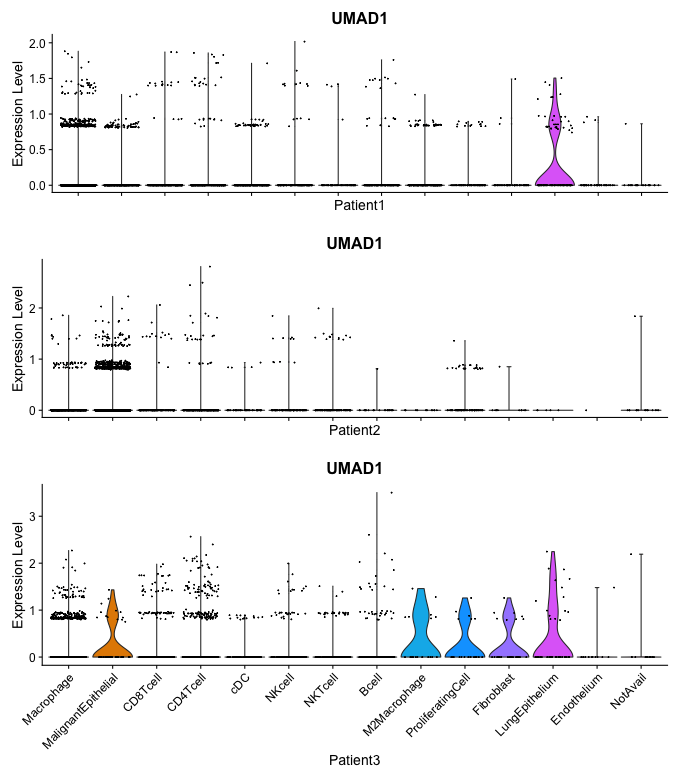 UMAD1
Expression Level
2.0
1.5
1.0
0.5
0.0
Patient1
UMAD1
Expression Level
2
1
0
Patient2
UMAD1
Expression Level
3
2
1
0
Macrophage
MalignantEpithelial
CD8Tcell
CD4Tcell
cDC
NKcell
NKTcell
Bcell
M2Macrophage
ProliferatingCell
Fibroblast
LungEpithelium
Endothelium
NotAvail
Patient3